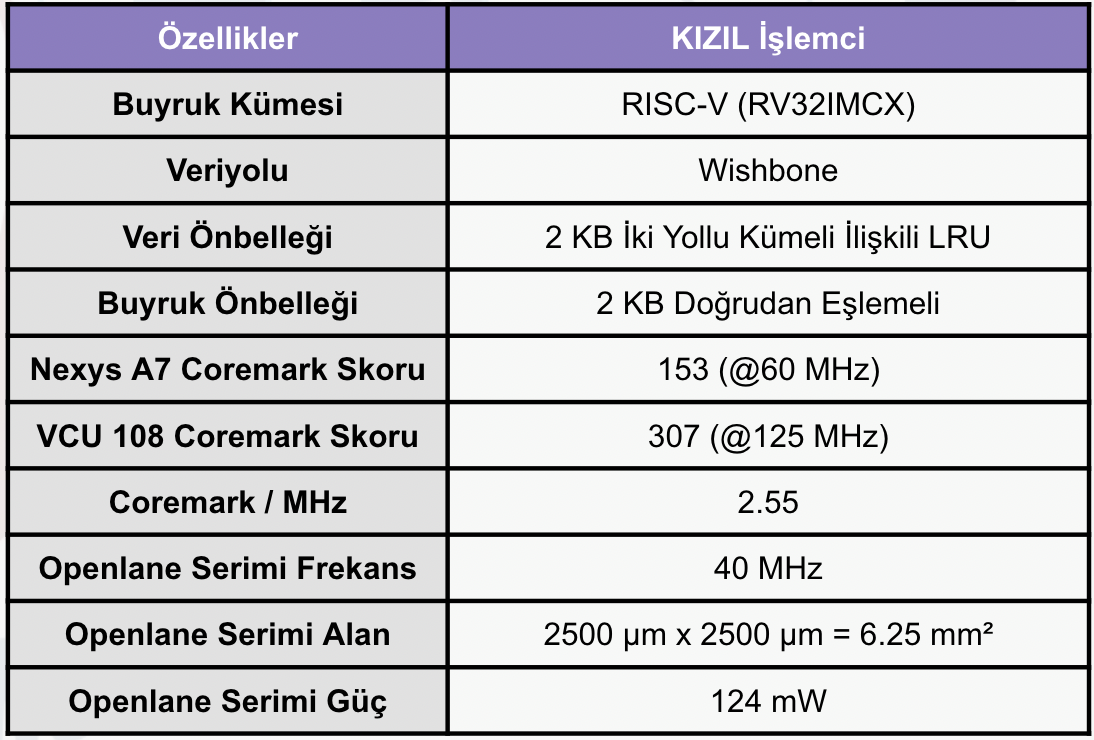 Özellikler KIZIL İşlemci
Buyruk Kümesi RISC-V (RV32IMCX)
Veriyolu Wishbone
Veri Önbelleği 2 KB İki Yollu Kümeli İlişkili LRU
Buyruk Önbelleği 2 KB Doğrudan Eşlemeli
Nexys A7 Coremark Skoru 153 (@60 MHz)
VCU 108 Coremark Skoru 307 (@125 MHz)
Coremark / MHz 2.55
Openlane Serimi Frekans 40 MHz
Openlane Serimi Alan 2500 μm x 2500 μm = 6.25 mm²
Openlane Serimi Güç 124 mW